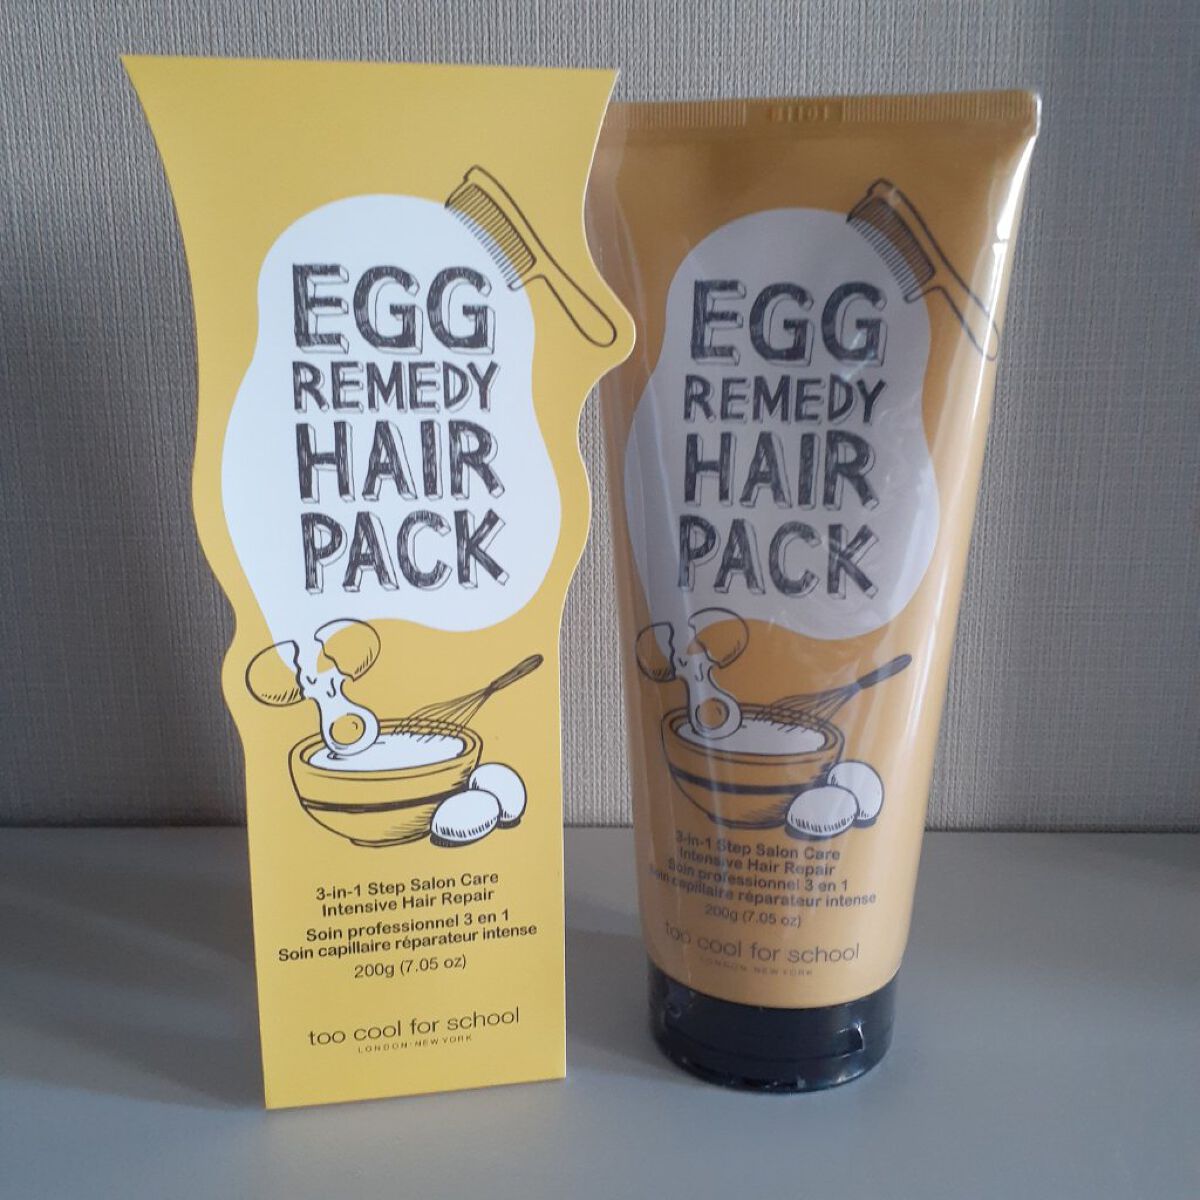 EGG
REMEDY
HAIR
PACK
3-in-1 Step Salon Care
Intensive Hair Repair
Soin professionnel 3 en 1
Soin capillaire réparateur intense
200g (7.05 oz)
too cool for school
LONDON · NEW YORK
EGG
REMEDY
HAIR
PACK
3-in-1 Step Salon Care
Intensive Hair Repair
Soin professionnel 3 en 1
Soin capillaire réparateur intense
200g (7.05 oz)
too cool for school
LONDON · NEW YORK